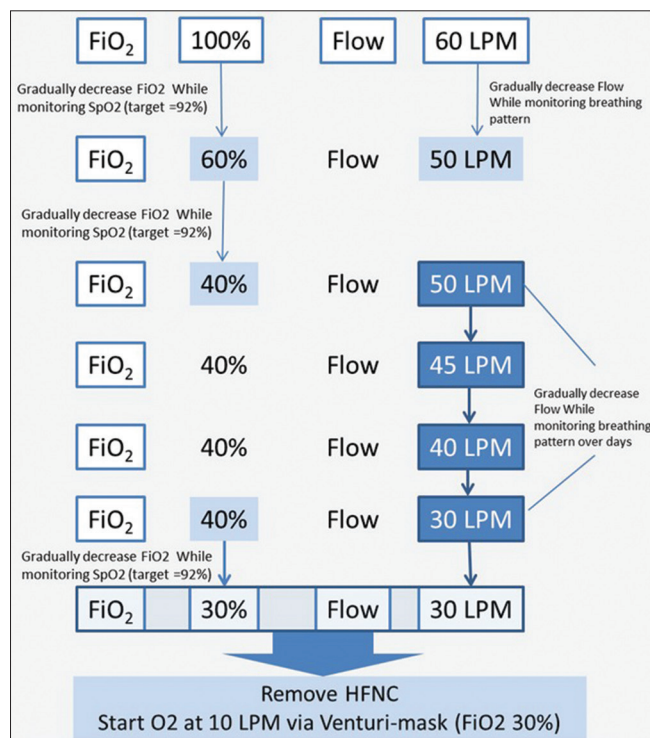 FiO₂ 100% Flow 60 LPM
Gradually decrease FiO2 While
monitoring SpO2 (target =92%)
Gradually decrease Flow
While monitoring breathing
pattern
FiO₂ 60% Flow 50 LPM
Gradually decrease FiO2 While
monitoring SpO2 (target =92%)
FiO₂ 40% Flow 50 LPM
FiO₂ 40% Flow 45 LPM
Gradually decrease
Flow While
monitoring breathing
pattern over days
FiO₂ 40% Flow 40 LPM
FiO₂ 40% Flow 30 LPM
Gradually decrease FiO2 While
monitoring SpO2 (target =92%)
FiO₂ 30% Flow 30 LPM
Remove HFNC
Start O2 at 10 LPM via Venturi-mask (FiO2 30%)